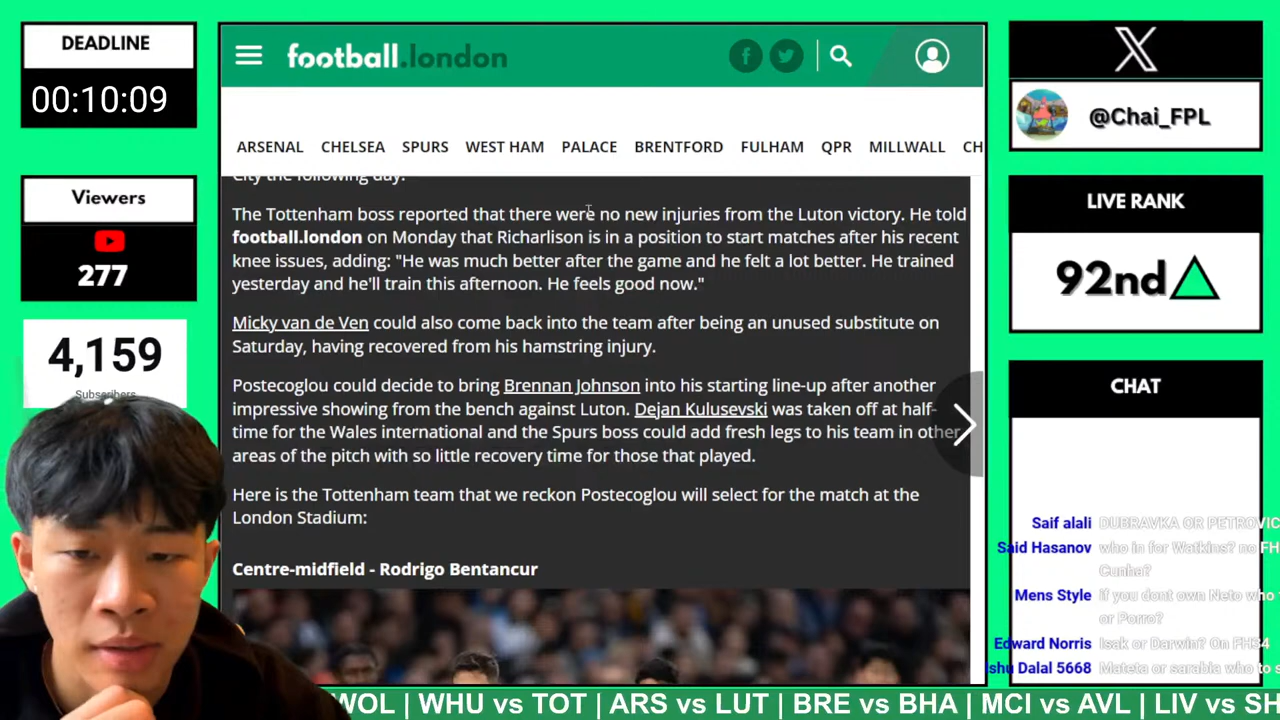 DEADLINE
00:10:09
Viewers
277
4,159
Subscribers
football.london
ARSENAL CHELSEA SPURS WEST HAM PALACE BRENTFORD FULHAM QPR MILLWALL CH
City the following day.
The Tottenham boss reported that there were no new injuries from the Luton victory. He told
football.london on Monday that Richarlison is in a position to start matches after his recent
knee issues, adding: "He was much better after the game and he felt a lot better. He trained
yesterday and he'll train this afternoon. He feels good now."
Micky van de Ven could also come back into the team after being an unused substitute on
Saturday, having recovered from his hamstring injury.
Postecoglou could decide to bring Brennan Johnson into his starting line-up after another
impressive showing from the bench against Luton. Dejan Kulusevski was taken off at half-
time for the Wales international and the Spurs boss could add fresh legs to his team in other
areas of the pitch with so little recovery time for those that played.
Here is the Tottenham team that we reckon Postecoglou will select for the match at the
London Stadium:
Centre-midfield - Rodrigo Bentancur
X
@Chai_FPL
LIVE RANK
92nd
CHAT
Saif alali DUBRAVKA OR PETROVIC
Said Hasanov who in for Watkins? no FH
Cunha?
Mens Style If you dont own Neto who
or Porro?
Edward Norris Isak or Darwin? On FH34
shu Dalal 5668 Mateta or sarabia who to s
WOL | WHU vs TOT | ARS vs LUT | BRE vs BHA | MCI vs AVL | LIV vs SH